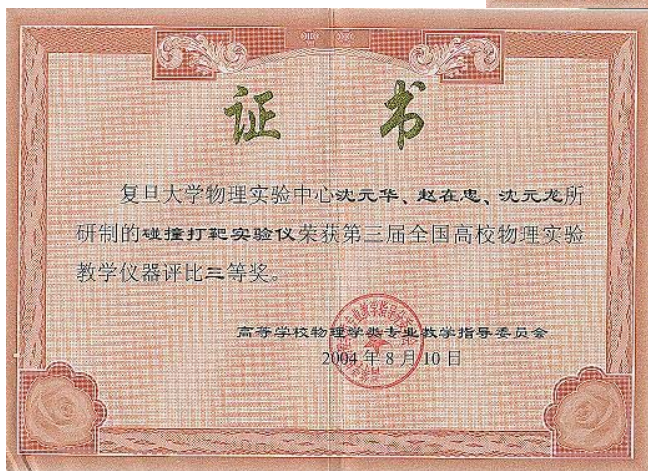 证 书
复旦大学物理实验中心沈元华、赵在忠、沈元龙所
研制的碰撞打靶实验仪荣获第三届全国高校物理实验
教学仪器评比三等奖。
高等学校物理学类专业教学指导委员会
2004年8月10日